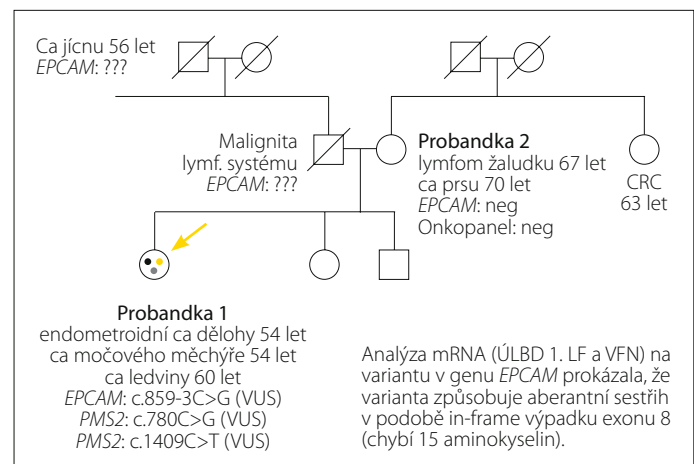 Ca jícnu 56 let
EPCAM: ???
Malignita
lymf. systému
EPCAM: ???
Probandka 2
lymfom žaludku 67 let
ca prsu 70 let
EPCAM: neg
Onkopanel: neg
CRC
63 let
Probandka 1
endometroidní ca dělohy 54 let
ca močového měchýře 54 let
ca ledviny 60 let
EPCAM: c.859-3C>G (VUS)
PMS2: c.780C>G (VUS)
PMS2: c.1409C>T (VUS)
Analýza mRNA (ÚLBD 1. LF a VFN) na
variantu v genu EPCAM prokázala, že
varianta způsobuje aberantní sestřih
v podobě in-frame výpadku exonu 8
(chybí 15 aminokyselin).